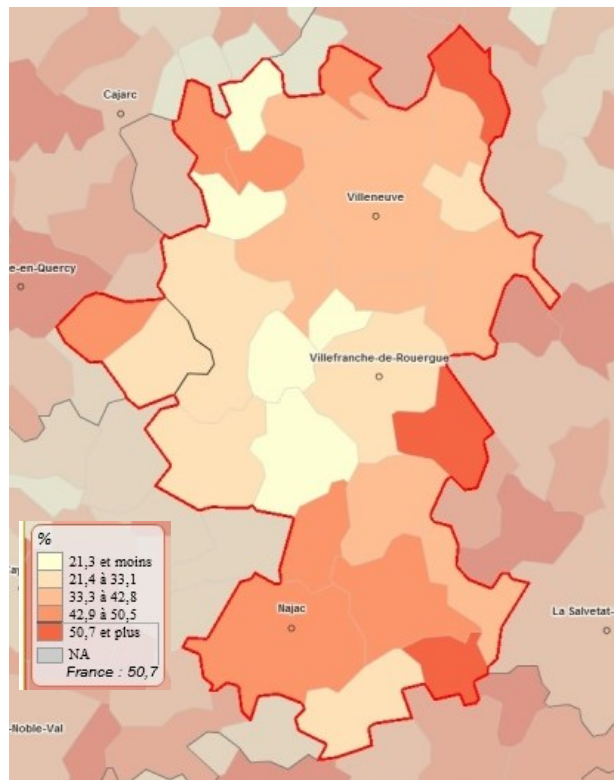 Cajarc
Villeneuve
e-en-Quercy
Villefranche-de-Rouergue
%
21,3 et moins
21,4 à 33,1
33,3 à 42,8
42,9 à 50,5
50,7 et plus
NA
France : 50,7
Najac
La Salvetat-
-Noble-Val